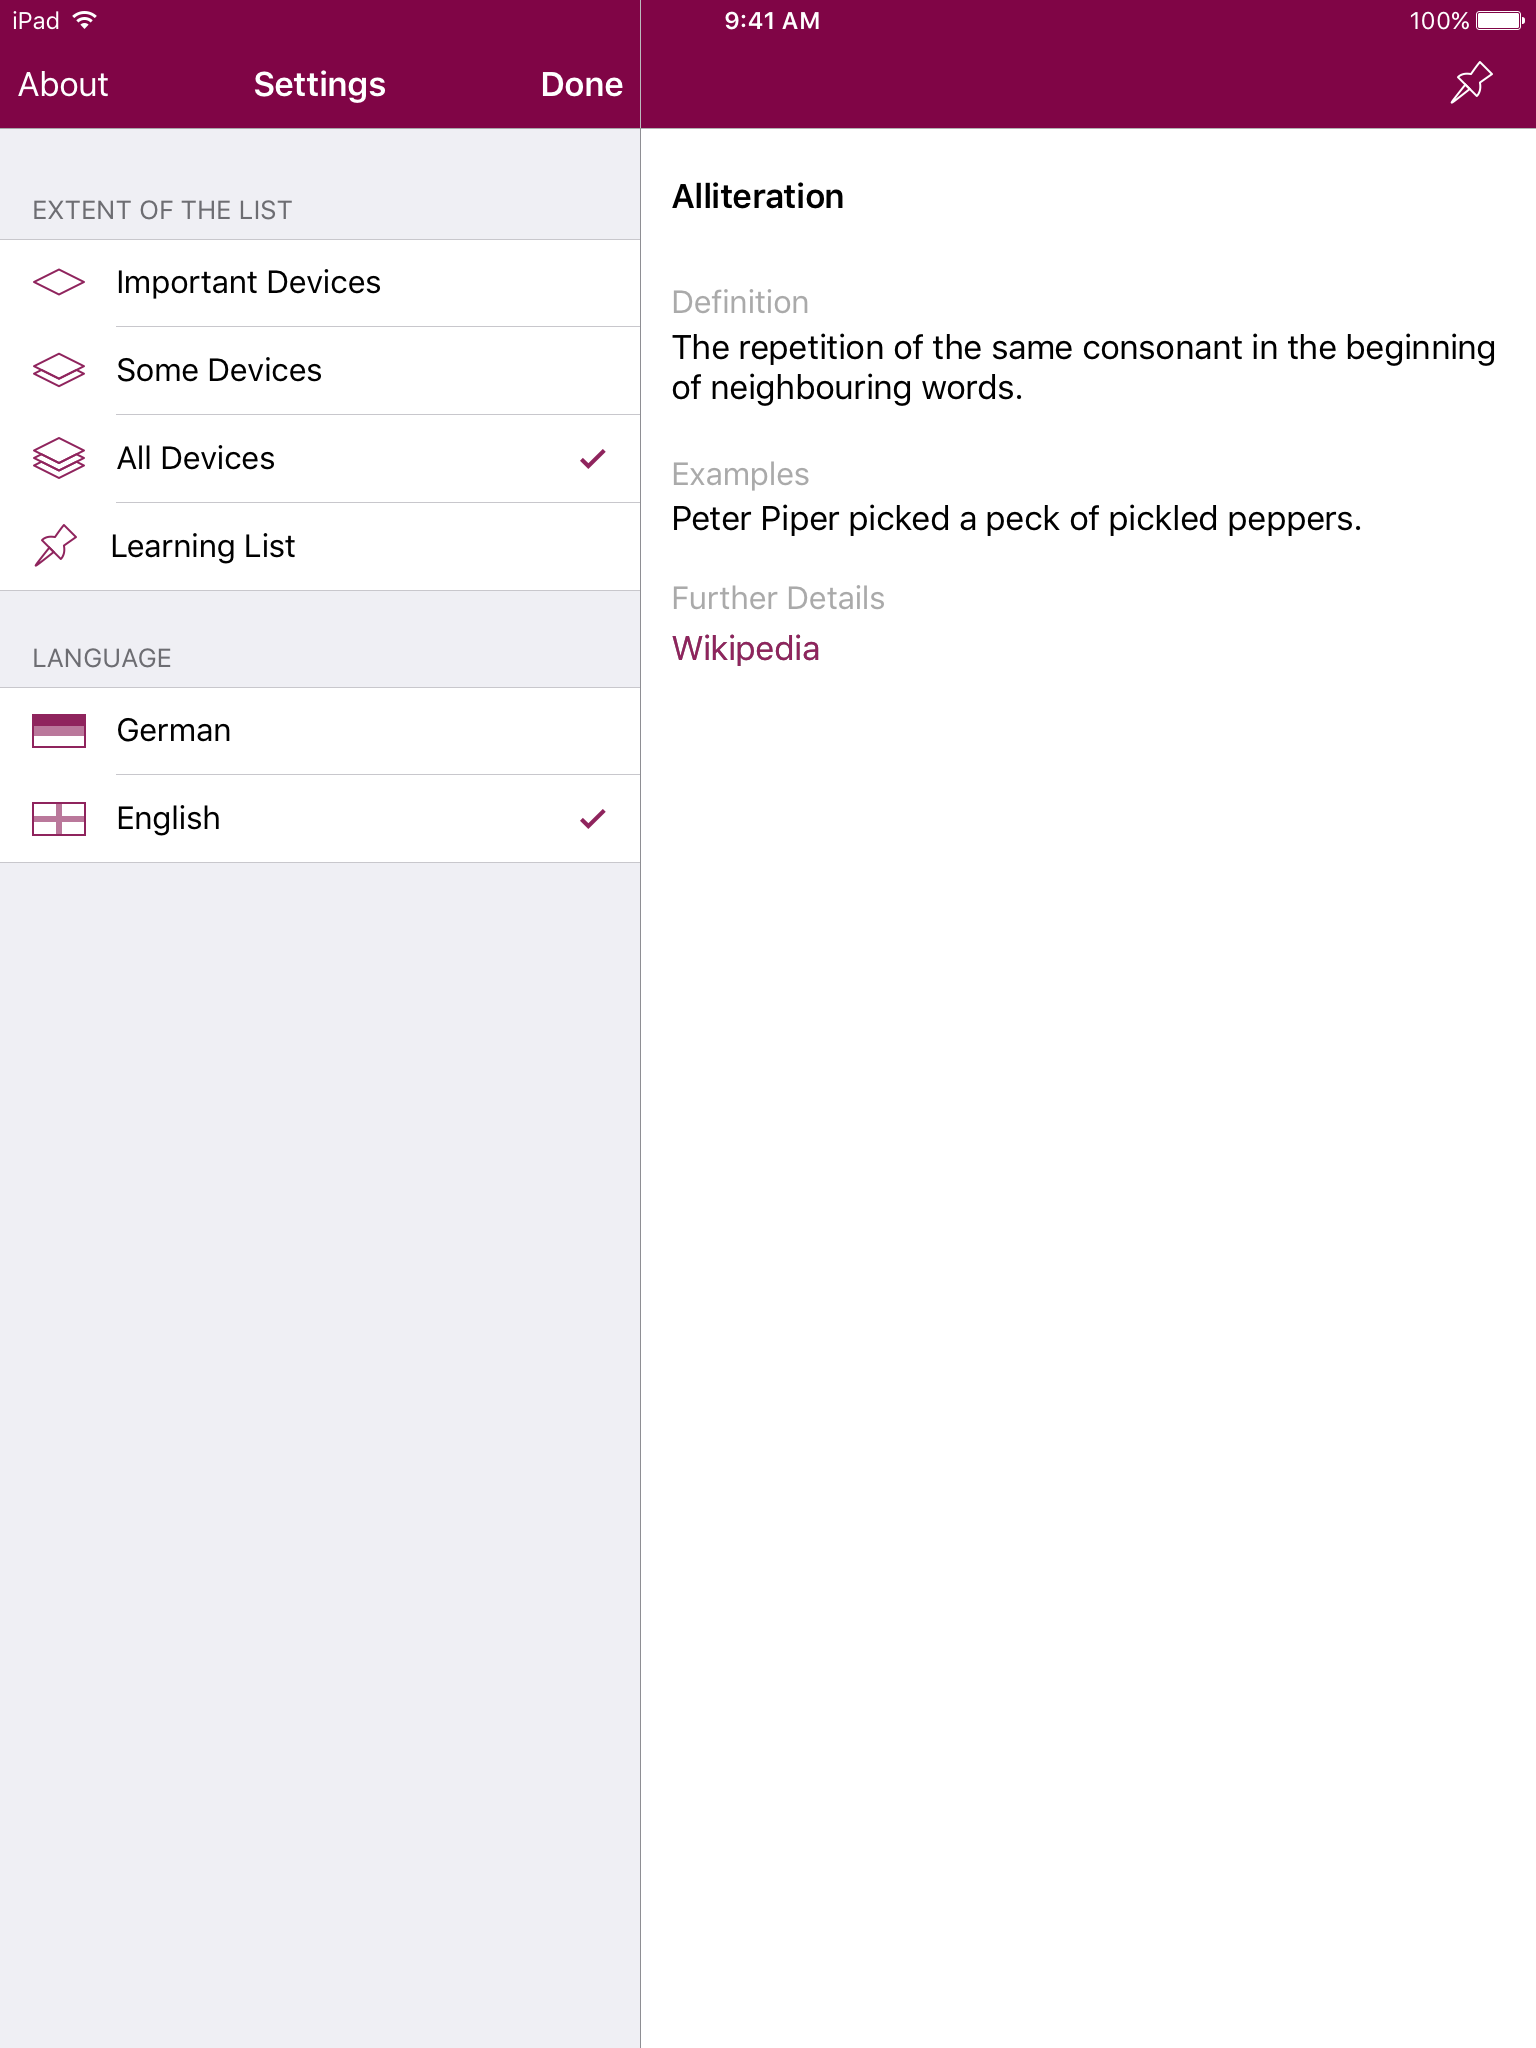 iPad
9:41 AM
100%
About
Settings
Done
EXTENT OF THE LIST
Important Devices
Some Devices
All Devices
Learning List
LANGUAGE
German
English
Alliteration
Definition
The repetition of the same consonant in the beginning
of neighbouring words.
Examples
Peter Piper picked a peck of pickled peppers.
Further Details
Wikipedia